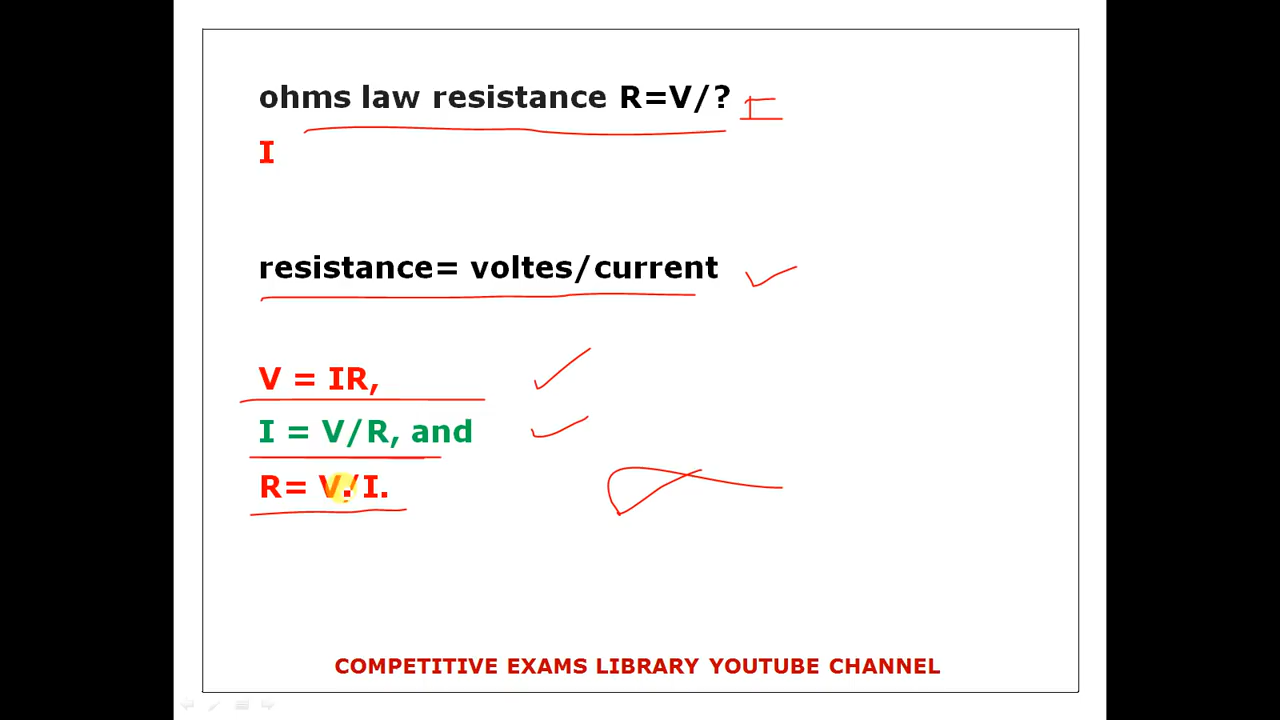 ohms law resistance R=V/? I
I
resistance= voltes/current
V = IR,
I = V/R, and
R= V/I.
COMPETITIVE EXAMS LIBRARY YOUTUBE CHANNEL